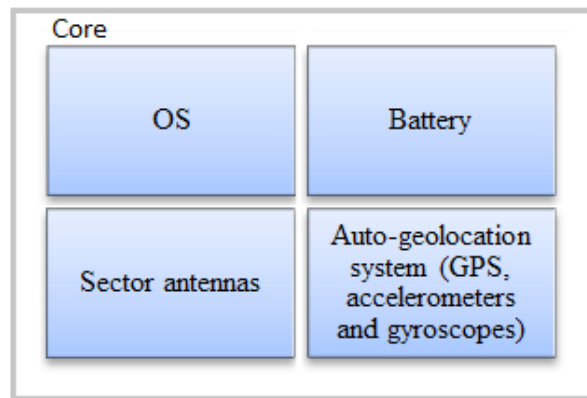 Core
OS
Battery
Sector antennas
Auto-geolocation
system (GPS,
accelerometers
and gyroscopes)